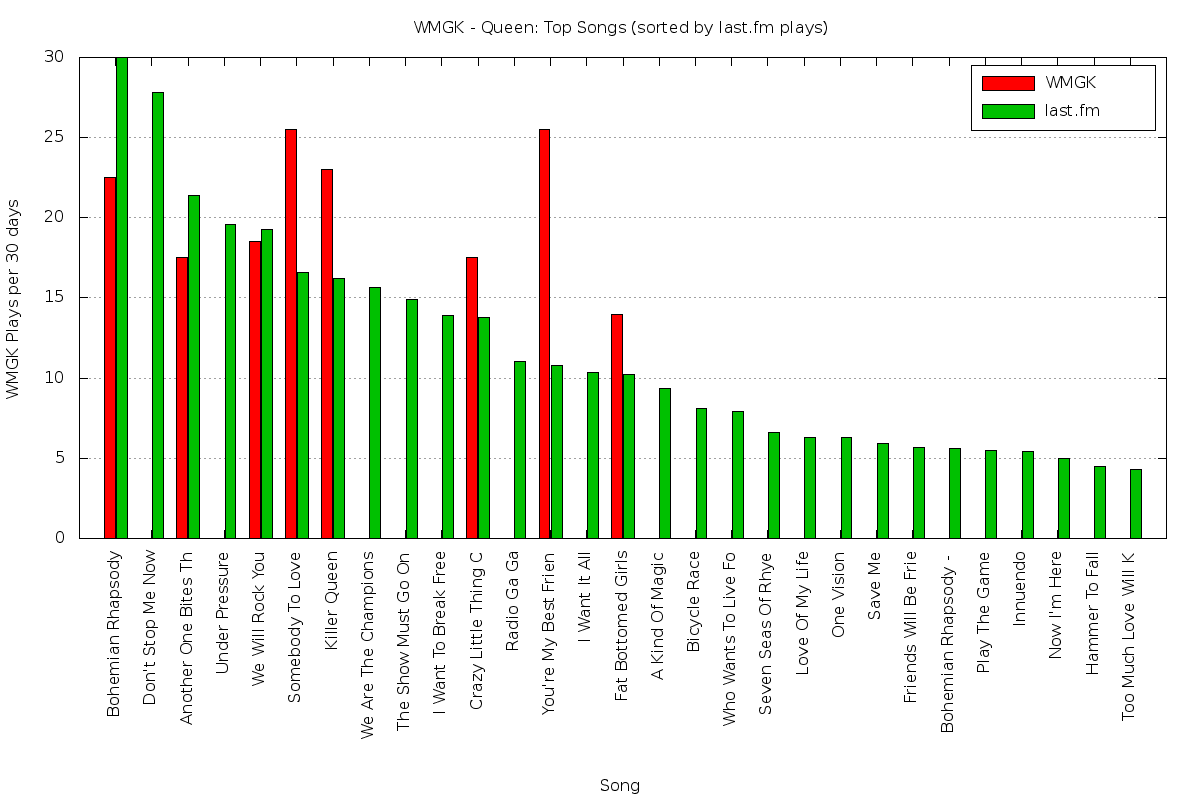 WMGK - Queen: Top Songs (sorted by last.fm plays)
WMGK
last.fm
WMGK Plays per 30 days
30
25
20
15
10
5
0
Bohemian Rhapsody
Don't Stop Me Now
Another One Bites Th
Under Pressure
We Will Rock You
Somebody To Love
Killer Queen
We Are The Champions
The Show Must Go On
I Want To Break Free
Crazy Little Thing C
Radio Ga Ga
You're My Best Frien
I Want It All
Fat Bottomed Girls
A Kind Of Magic
Bicycle Race
Who Wants To Live Fo
Seven Seas Of Rhye
Love Of My Life
One Vision
Save Me
Friends Will Be Frie
Bohemian Rhapsody -
Play The Game
Innuendo
Now I'm Here
Hammer To Fall
Too Much Love Will K
Song